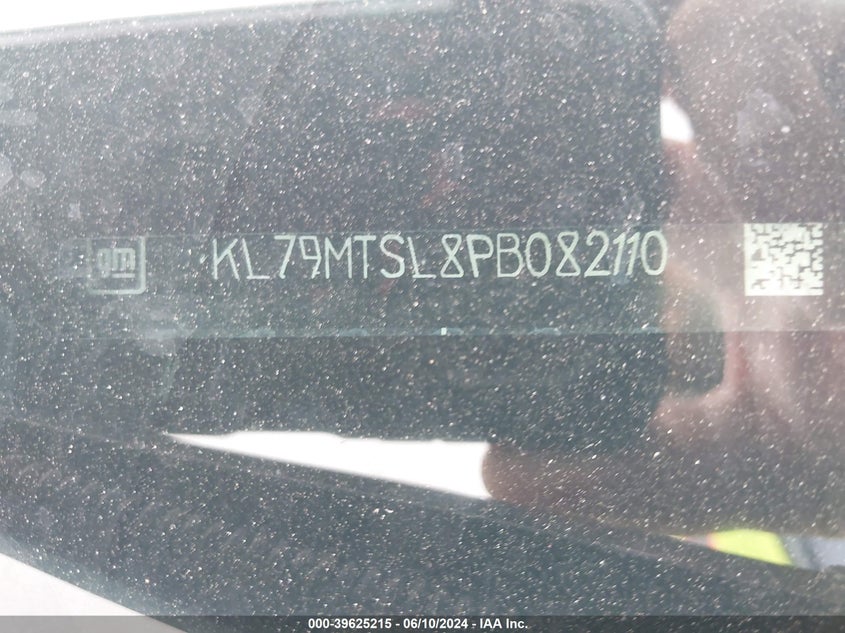 gm KL79MTSL8PB082110
000-39625215 - 06/10/2024 - IAA Inc.